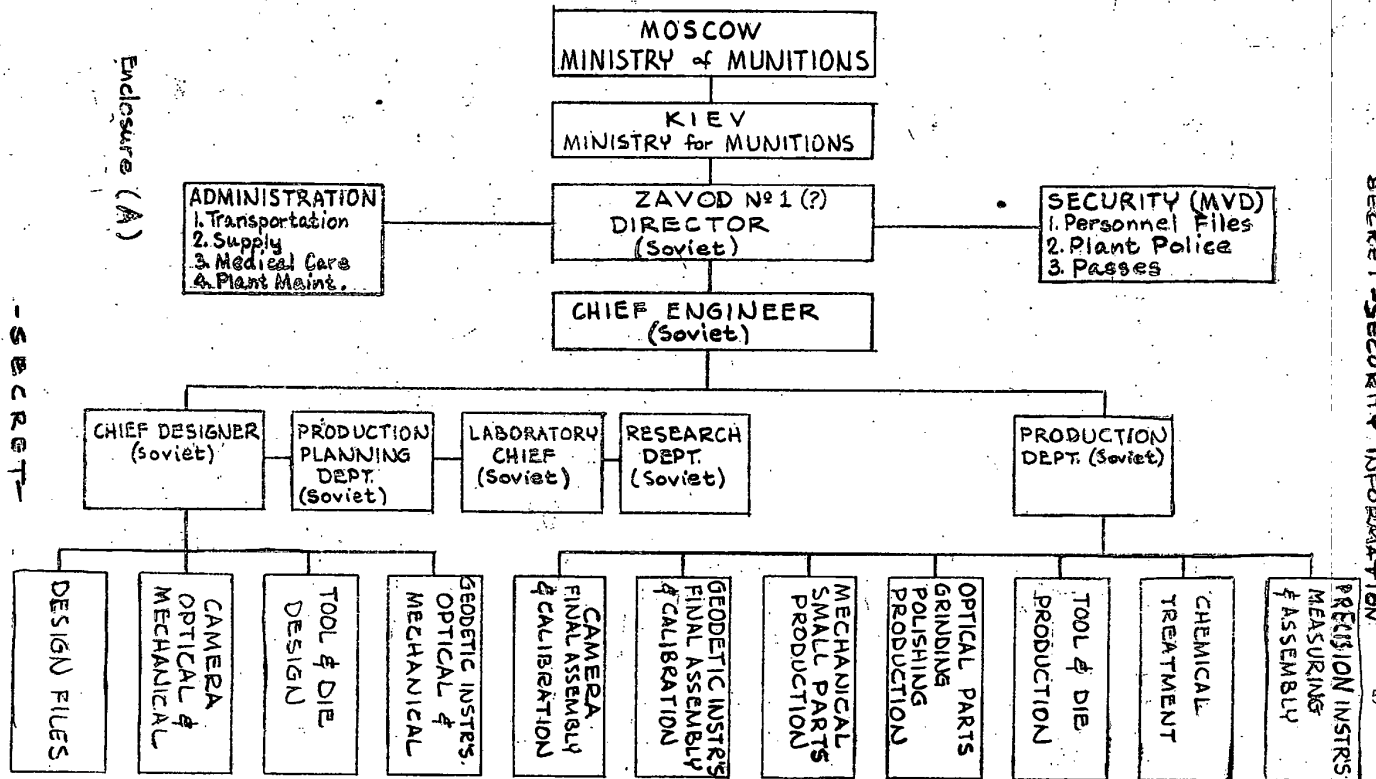 MOSCOW
MINISTRY of MUNITIONS
KIEV
MINISTRY for MUNITIONS
ADMINISTRATION
1. Transportation
2. Supply
3. Medical Care
4. Plant Maint.
ZAVOD Nº 1 (?)
DIRECTOR
(Soviet)
SECURITY (MVD)
1. Personnel Files
2. Plant Police
3. Passes
CHIEF ENGINEER
(Soviet)
CHIEF DESIGNER
(Soviet)
PRODUCTION
PLANNING
DEPT.
(Soviet)
LABORATORY
CHIEF
(Soviet)
RESEARCH
DEPT.
(Soviet)
PRODUCTION
DEPT. (Soviet)
DESIGN FILES
CAMERA
OPTICAL &
MECHANICAL
TOOL & DIE
DESIGN
GEODETIC INSTRS.
OPTICAL &
MECHANICAL
CAMERA
FINAL ASSEMBLY
& CALIBRATION
GEODETIC INSTR'S
FINAL ASSEMBLY
& CALIBRATION
MECHANICAL
SMALL PARTS
PRODUCTION
OPTICAL PARTS
GRINDING
POLISHING
PRODUCTION
TOOL & DIE
PRODUCTION
CHEMICAL
TREATMENT
PRECISION INSTR'S
MEASURING
& ASSEMBLY
Enclosure (A)
-SECRET-
SECRET-SECURITY INFORMATION